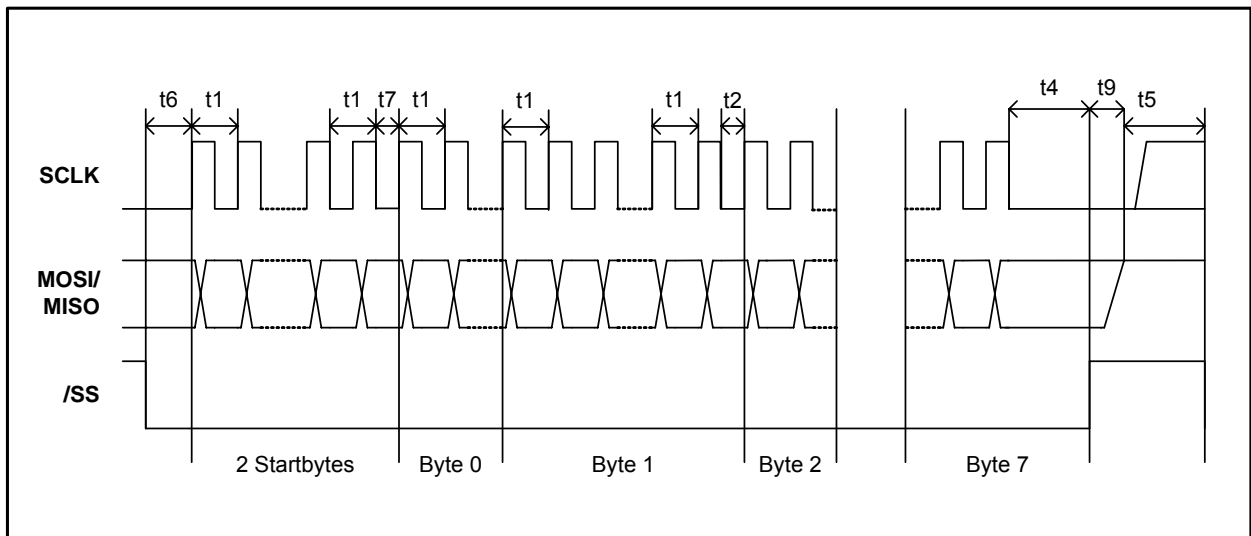 t6 t1 t1 t7 t1 t1 t1 t2 t4 t9 t5
SCLK
MOSI/
MISO
/SS
2 Startbytes Byte 0 Byte 1 Byte 2 Byte 7